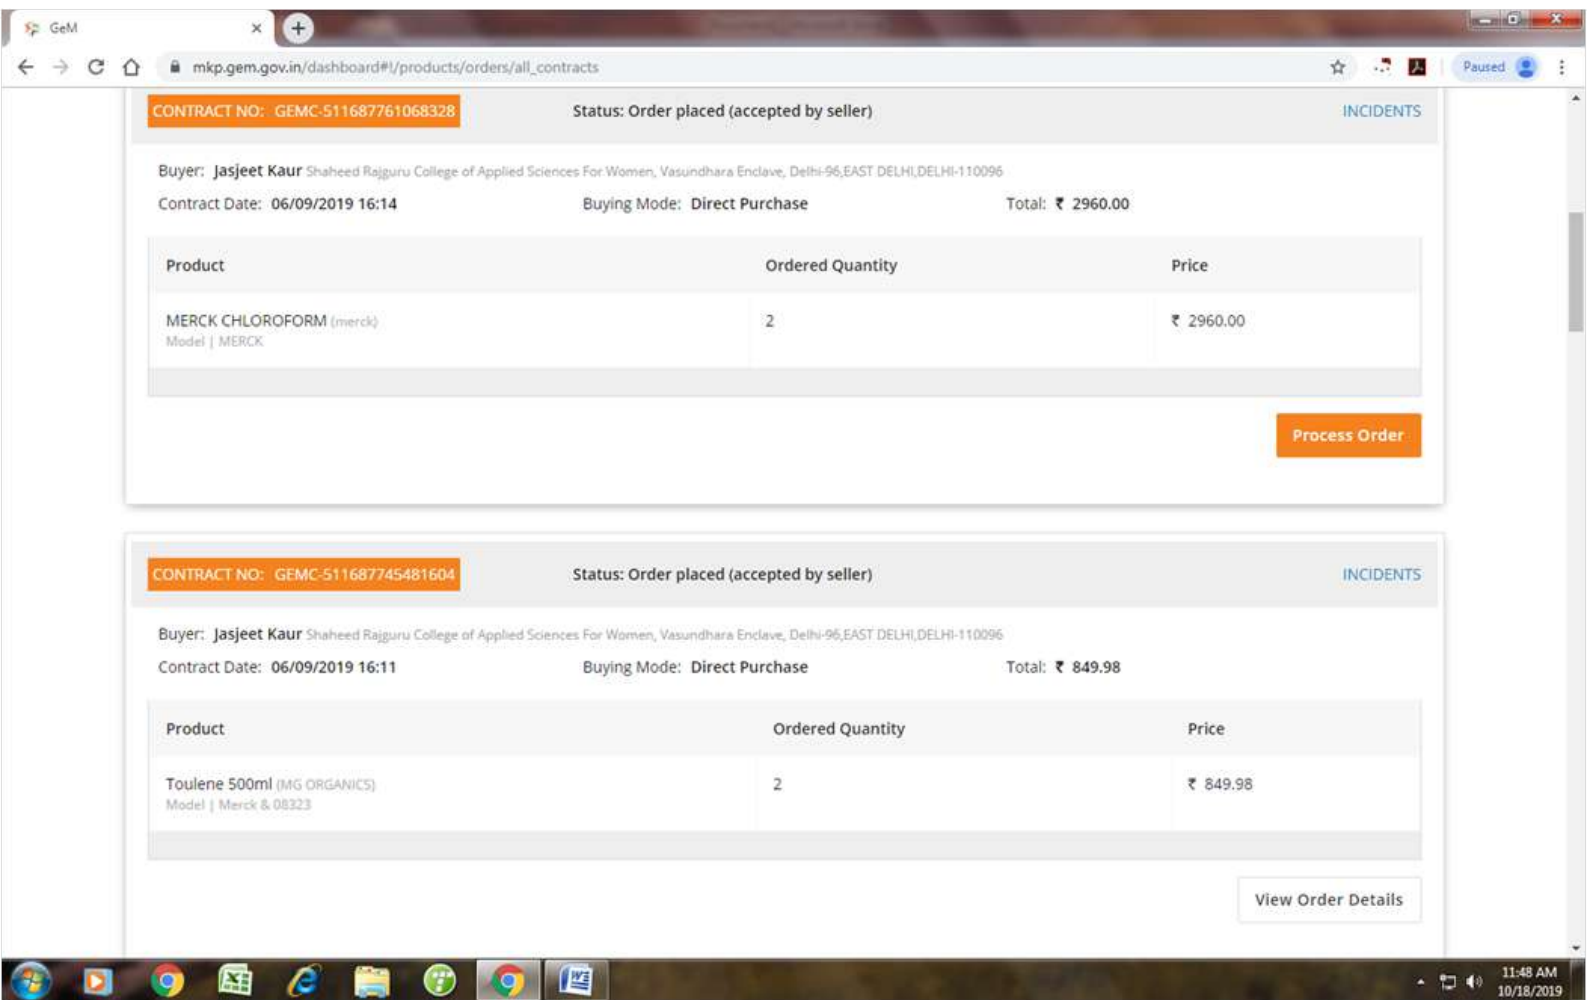 GeM
mkp.gem.gov.in/dashboard#!/products/orders/all_contracts
Paused
CONTRACT NO: GEMC-511687761068328 Status: Order placed (accepted by seller) INCIDENTS
Buyer: Jasjeet Kaur Shaheed Rajguru College of Applied Sciences For Women, Vasundhara Enclave, Delhi-96,EAST DELHI,DELHI-110096
Contract Date: 06/09/2019 16:14 Buying Mode: Direct Purchase Total: ₹ 2960.00
Product Ordered Quantity Price
MERCK CHLOROFORM (merck) 2 ₹ 2960.00
Model | MERCK
Process Order
CONTRACT NO: GEMC-511687745481604 Status: Order placed (accepted by seller) INCIDENTS
Buyer: Jasjeet Kaur Shaheed Rajguru College of Applied Sciences For Women, Vasundhara Enclave, Delhi-96,EAST DELHI,DELHI-110096
Contract Date: 06/09/2019 16:11 Buying Mode: Direct Purchase Total: ₹ 849.98
Product Ordered Quantity Price
Toulene 500ml (MG ORGANICS) 2 ₹ 849.98
Model | Merck & 08323
View Order Details
11:48 AM
10/18/2019